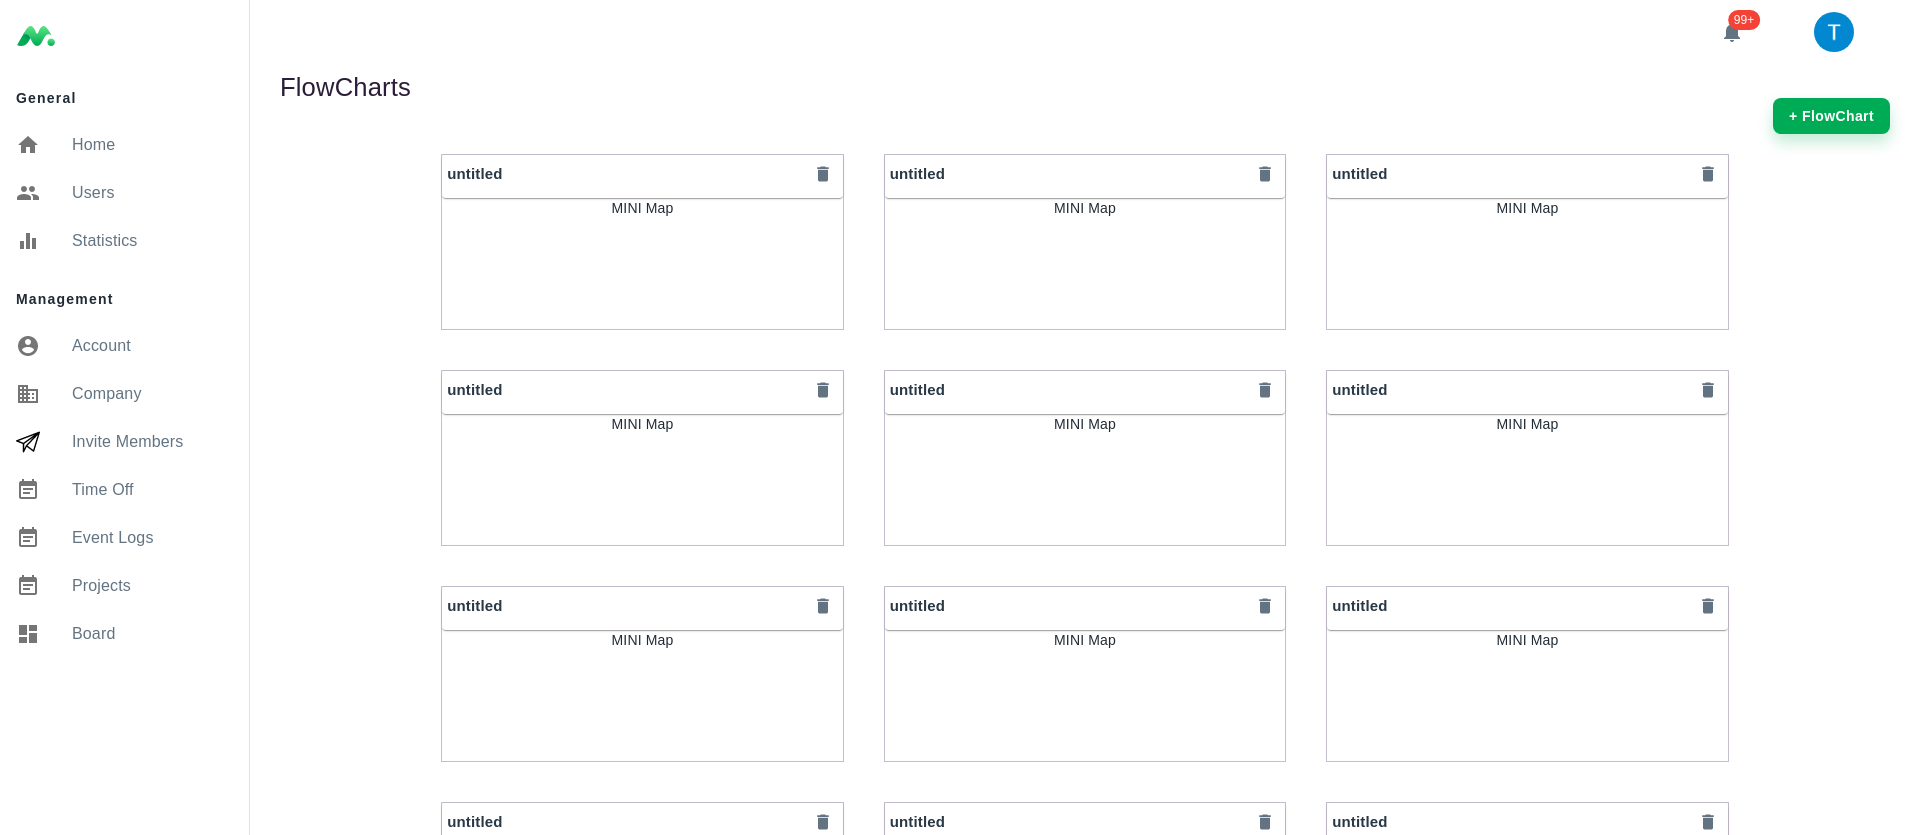 99+
T
FlowCharts
+ FlowChart
General
Home
Users
Statistics
Management
Account
Company
Invite Members
Time Off
Event Logs
Projects
Board
untitled
MINI Map
untitled
MINI Map
untitled
MINI Map
untitled
MINI Map
untitled
MINI Map
untitled
MINI Map
untitled
MINI Map
untitled
MINI Map
untitled
MINI Map
untitled
untitled
untitled